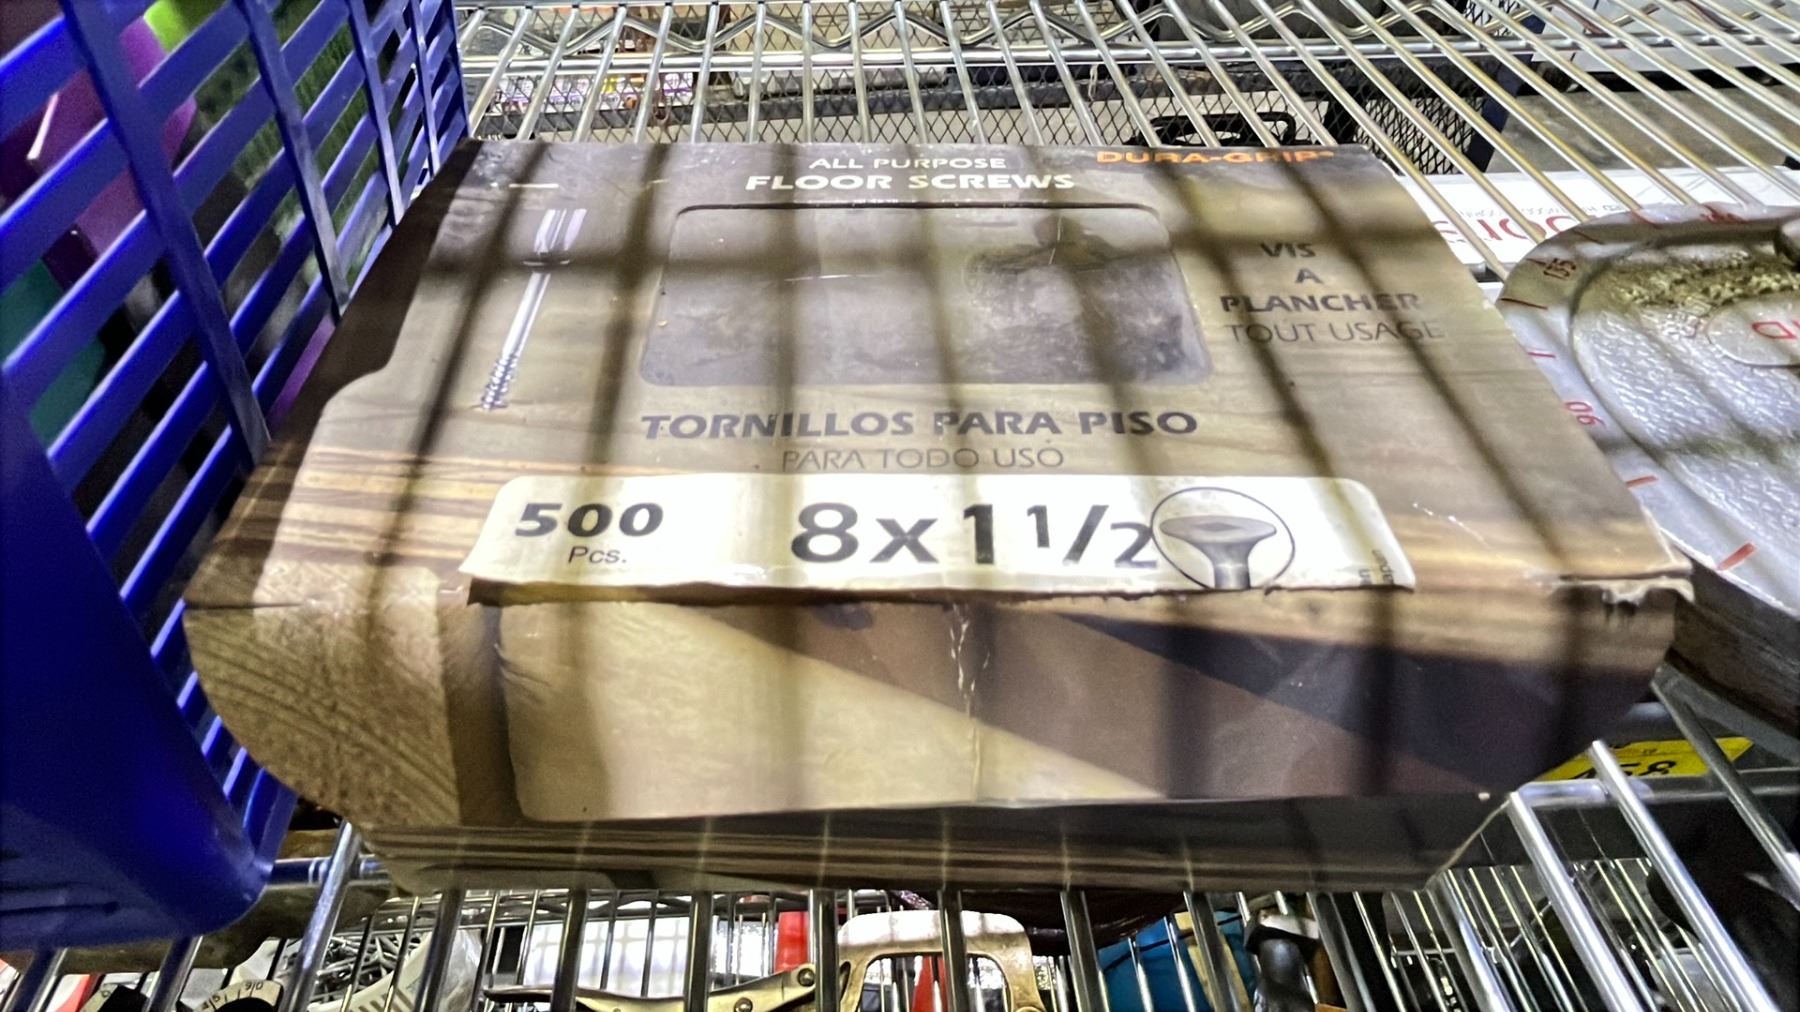 ALL PURPOSE
FLOOR SCREWS
DURA-GRIP
VIS
A
PLANCHER
TOUT USAGE
TORNILLOS PARA PISO
PARA TODO USO
500
Pcs.
8x1 1/2
90